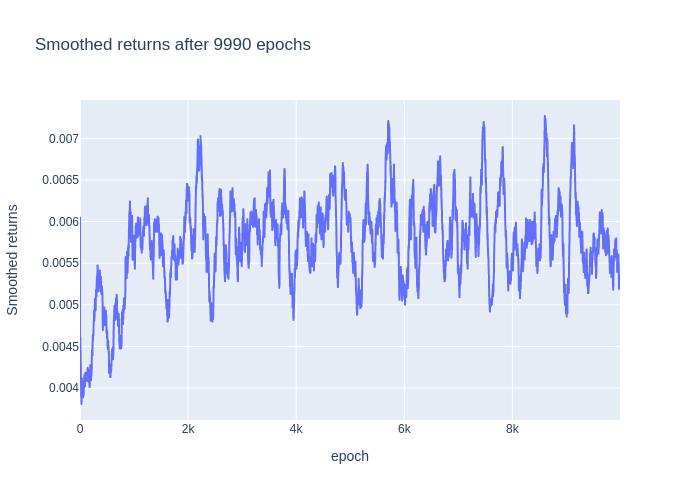 Smoothed returns after 9990 epochs
Smoothed returns
0.007
0.0065
0.006
0.0055
0.005
0.0045
0.004
0
2k
4k
6k
8k
epoch